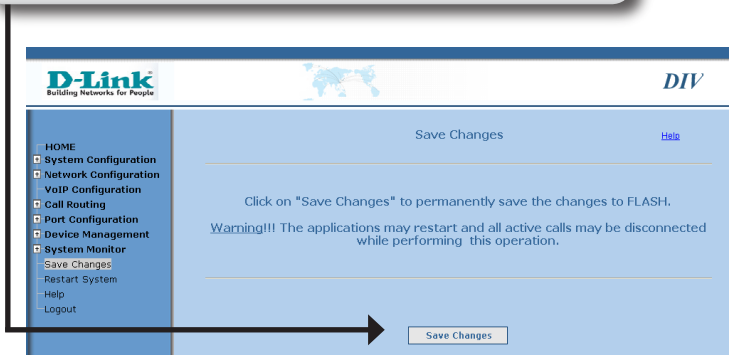 D-Link
Building Networks for People
DIV
HOME
System Configuration
Network Configuration
VoIP Configuration
Call Routing
Port Configuration
Device Management
System Monitor
Save Changes
Restart System
Help
Logout
Save Changes
Help
Click on "Save Changes" to permanently save the changes to FLASH.
Warning!!! The applications may restart and all active calls may be disconnected
while performing this operation.
Save Changes